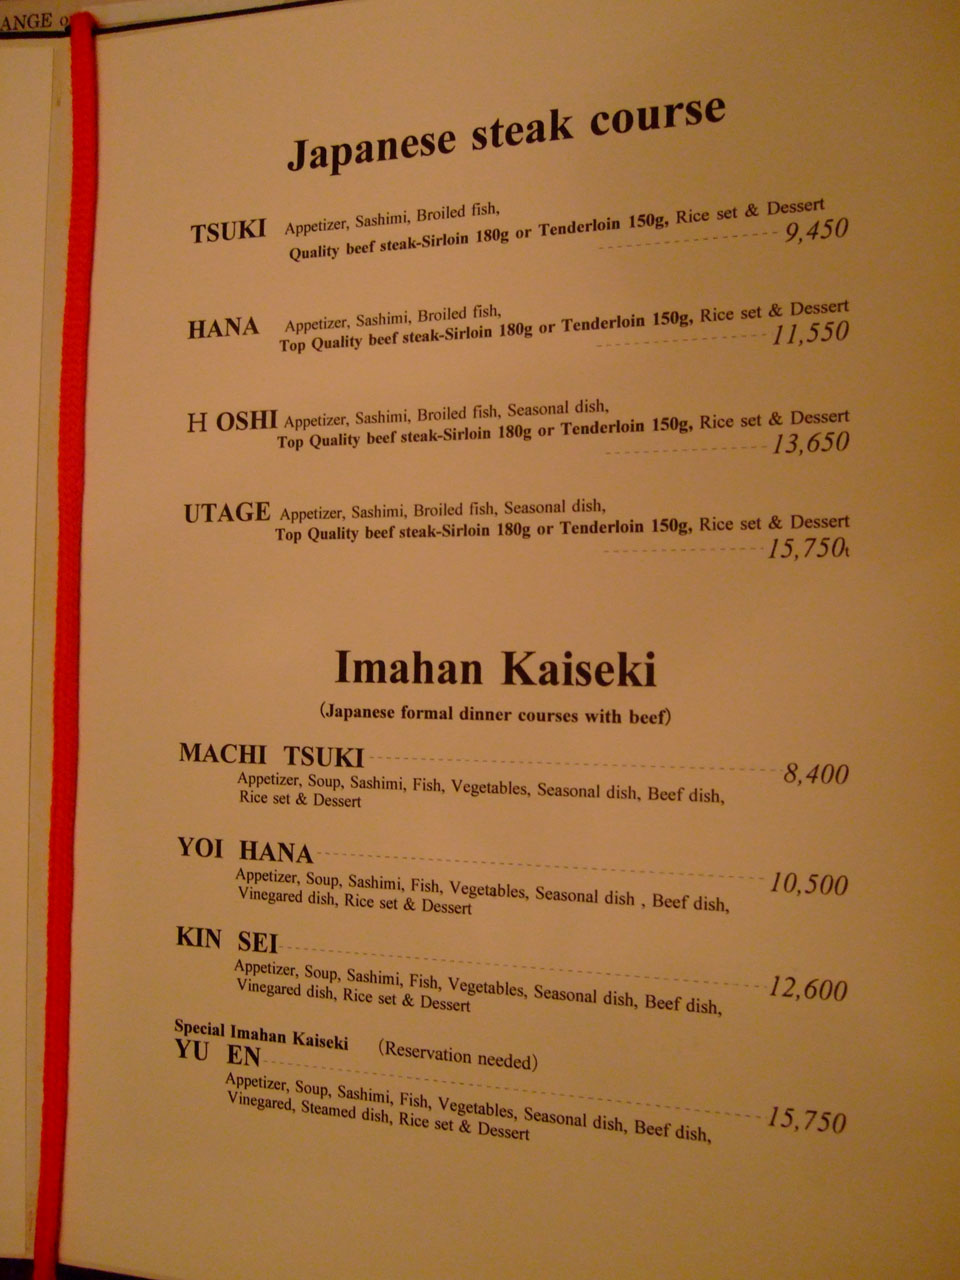 ANGE o
Japanese steak course
TSUKI Appetizer, Sashimi, Broiled fish,
Quality beef steak-Sirloin 180g or Tenderloin 150g, Rice set & Dessert
9,450
HANA Appetizer, Sashimi, Broiled fish,
Top Quality beef steak-Sirloin 180g or Tenderloin 150g, Rice set & Dessert
11,550
H OSHI Appetizer, Sashimi, Broiled fish, Seasonal dish,
Top Quality beef steak-Sirloin 180g or Tenderloin 150g, Rice set & Dessert
13,650
UTAGE Appetizer, Sashimi, Broiled fish, Seasonal dish,
Top Quality beef steak-Sirloin 180g or Tenderloin 150g, Rice set & Dessert
15,750t
Imahan Kaiseki
(Japanese formal dinner courses with beef)
MACHI TSUKI 8,400
Appetizer, Soup, Sashimi, Fish, Vegetables, Seasonal dish, Beef dish,
Rice set & Dessert
YOI HANA 10,500
Appetizer, Soup, Sashimi, Fish, Vegetables, Seasonal dish , Beef dish,
Vinegared dish, Rice set & Dessert
KIN SEI 12,600
Appetizer, Soup, Sashimi, Fish, Vegetables, Seasonal dish, Beef dish,
Vinegared dish, Rice set & Dessert
Special Imahan Kaiseki (Reservation needed)
YU EN 15,750
Appetizer, Soup, Sashimi, Fish, Vegetables, Seasonal dish, Beef dish,
Vinegared, Steamed dish, Rice set & Dessert